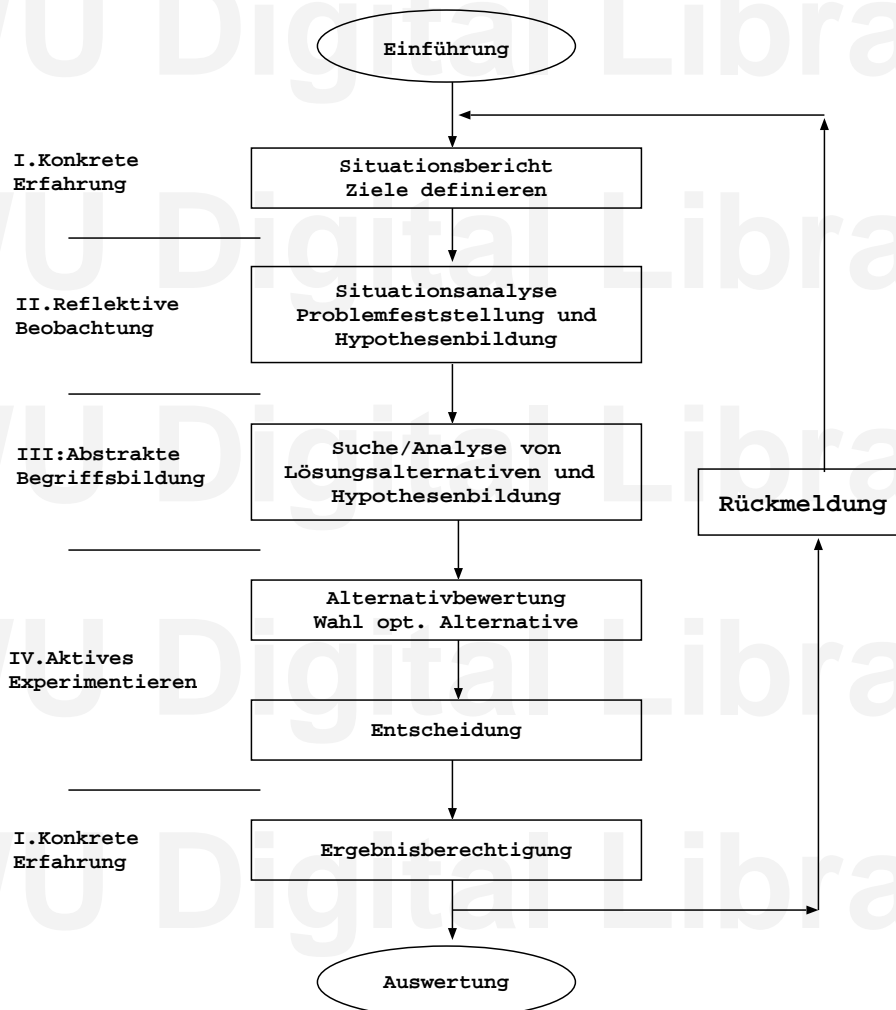 Einführung
I.Konkrete
Erfahrung
Situationsbericht
Ziele definieren
II.Reflektive
Beobachtung
Situationsanalyse
Problemfeststellung und
Hypothesenbildung
III:Abstrakte
Begriffsbildung
Suche/Analyse von
Lösungsalternativen und
Hypothesenbildung
Rückmeldung
Alternativbewertung
Wahl opt. Alternative
IV.Aktives
Experimentieren
Entscheidung
I.Konkrete
Erfahrung
Ergebnisberechtigung
Auswertung
WU Digital Library